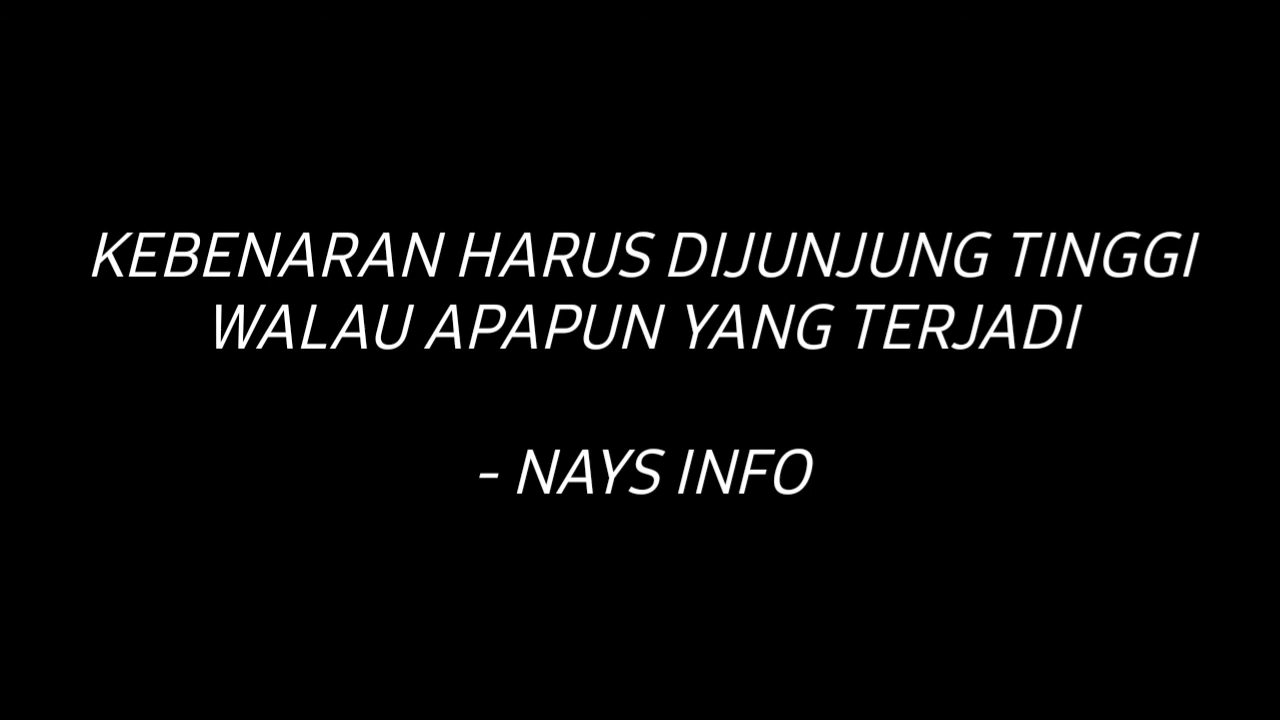 KEBENARAN HARUS DIJUNJUNG TINGGI
WALAU APAPUN YANG TERJADI
- NAYS INFO